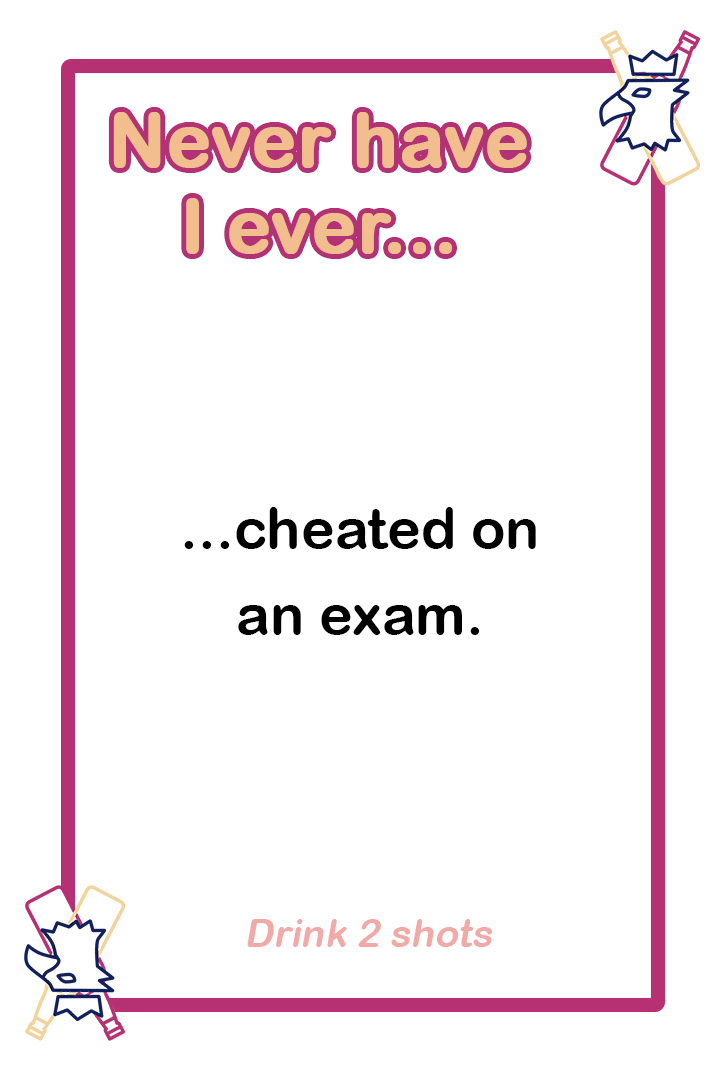 Never have
I ever...
...cheated on
an exam.
Drink 2 shots